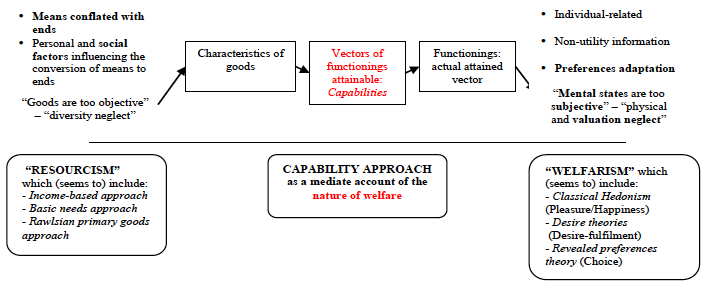 • Means conflated with
ends
• Personal and social
factors influencing the
conversion of means to
ends
“Goods are too objective”
– “diversity neglect”
Characteristics of
goods
Vectors of
functionings
attainable:
Capabilities
Functionings:
actual attained
vector
• Individual-related
• Non-utility information
• Preferences adaptation
“Mental states are too
subjective” – “physical
and valuation neglect”
“RESOURCISM”
which (seems to) include:
- Income-based approach
- Basic needs approach
- Rawlsian primary goods
approach
CAPABILITY APPROACH
as a mediate account of the
nature of welfare
“WELFARISM” which
(seems to) include:
- Classical Hedonism
(Pleasure/Happiness)
- Desire theories
(Desire-fulfilment)
- Revealed preferences
theory (Choice)